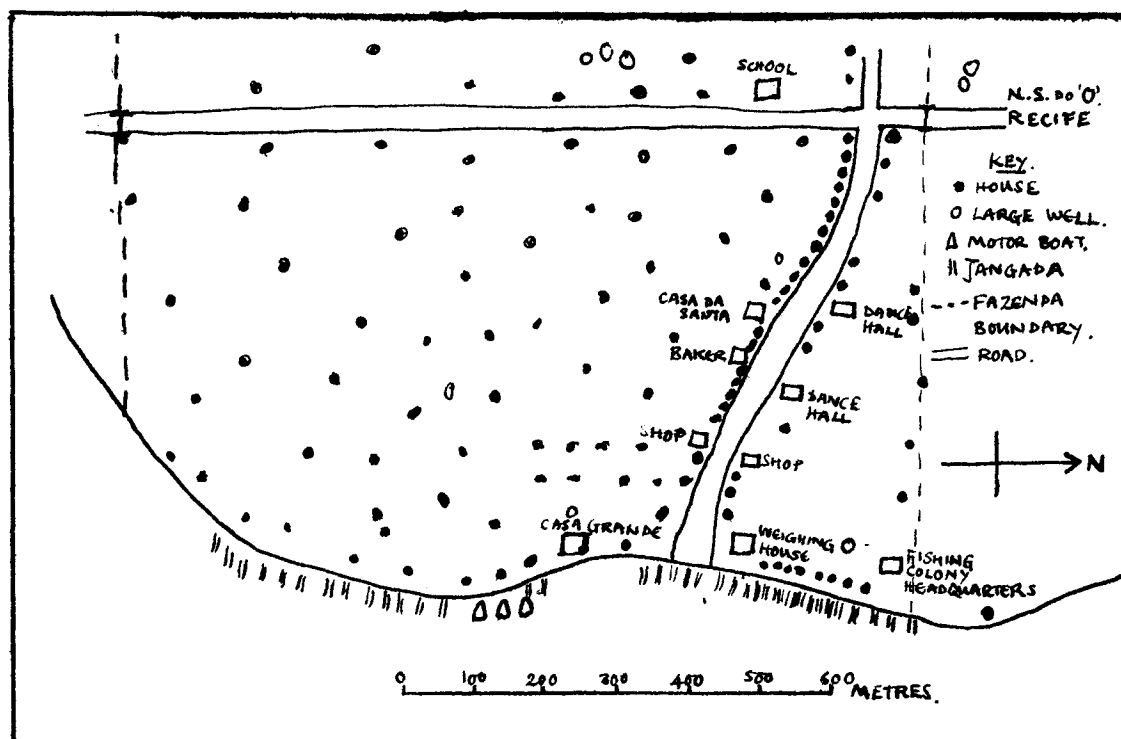 SCHOOL
N.S. DO 'O'.
RECIFE
KEY.
HOUSE
LARGE WELL.
MOTOR BOAT.
JANGADA
FAZENDA
BOUNDARY.
ROAD.
CASA DA
SANTA
DANCE
HALL
BAKER
SANCE
HALL
SHOP
SHOP
N
CASA GRANDE
WEIGHING
HOUSE
FISHING
COLONY
HEADQUARTERS
0 100 200 300 400 500 600
METRES.